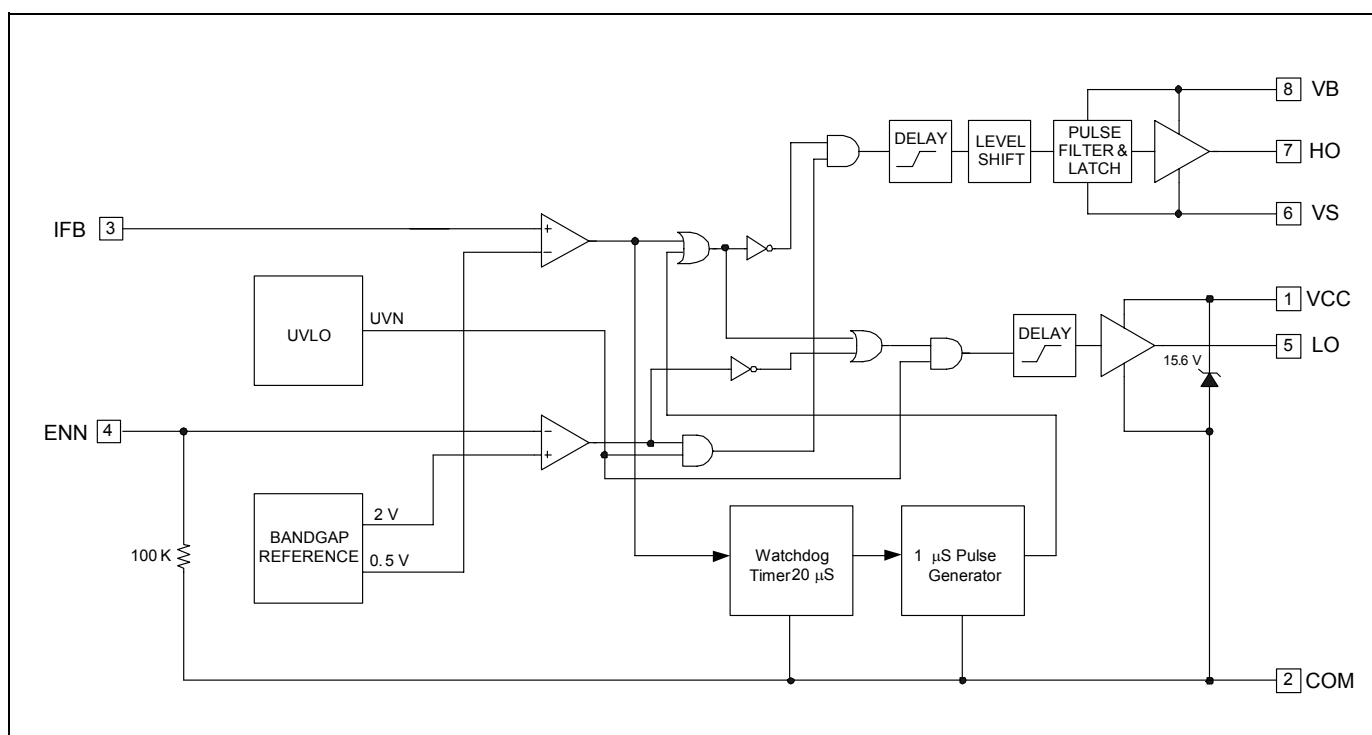 8 VB
DELAY
LEVEL
SHIFT
PULSE
FILTER &
LATCH
7 HO
IFB 3
+
−
6 VS
UVLO
UVN
1 VCC
DELAY
5 LO
15.6 V
ENN 4
−
+
BANDGAP
REFERENCE
2 V
0.5 V
100 K
Watchdog
Timer20 µS
1 µS Pulse
Generator
2 COM